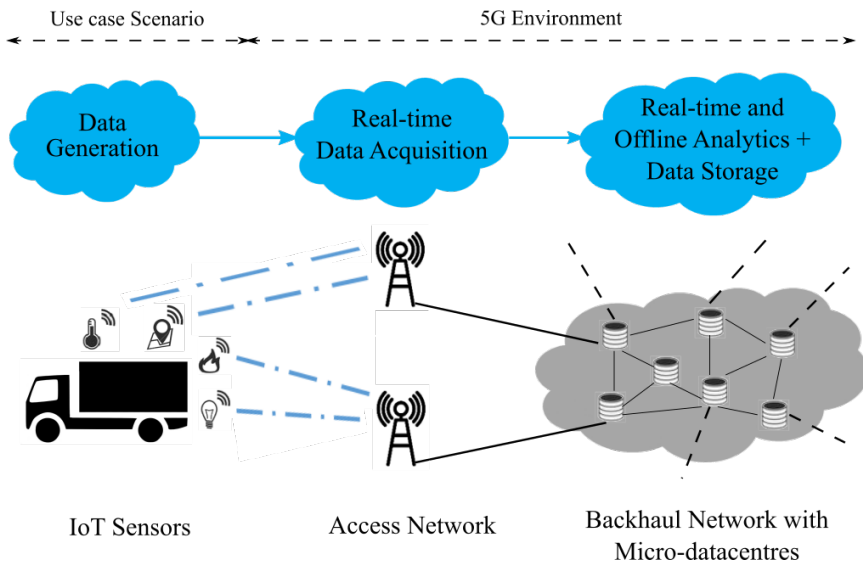 Use case Scenario
5G Environment
Data
Generation
Real-time
Data Acquisition
Real-time and
Offline Analytics +
Data Storage
IoT Sensors
Access Network
Backhaul Network with
Micro-datacentres